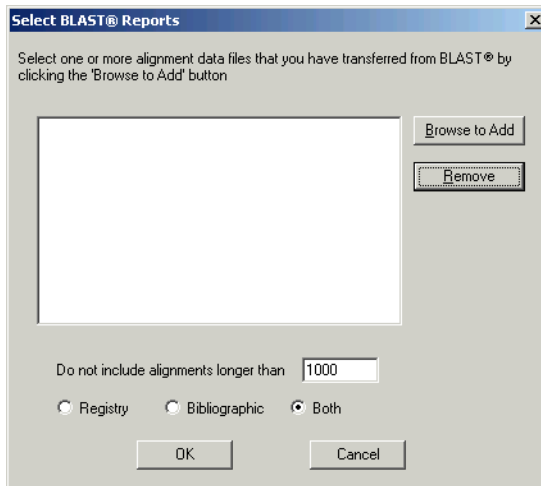 Select BLAST® Reports
Select one or more alignment data files that you have transferred from BLAST® by
clicking the 'Browse to Add' button
Browse to Add
Remove
Do not include alignments longer than 1000
Registry Bibliographic Both
OK Cancel